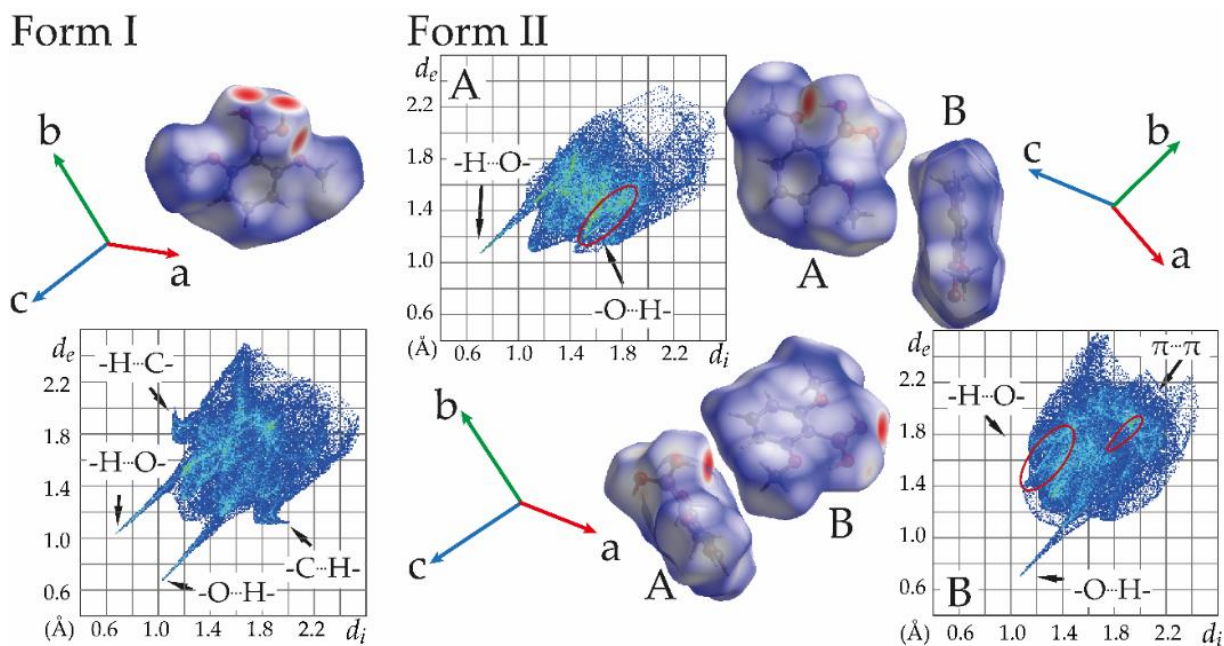 Form I
b
c
a
d_e
2.2
1.8
1.4
1.0
0.6
(Å)
0.6
1.0
1.4
1.8
2.2
d_i
-H···C-
-H···O-
-O···H-
-C···H-
Form II
d_e
A
2.2
1.8
1.4
1.0
0.6
(Å)
0.6
1.0
1.4
1.8
2.2
d_i
-H···O-
-O···H-
A
B
b
c
a
b
c
a
A
B
d_e
2.2
1.8
1.4
1.0
0.6
(Å)
B
0.6
1.0
1.4
1.8
2.2
d_i
π···π
-H···O-
-O···H-